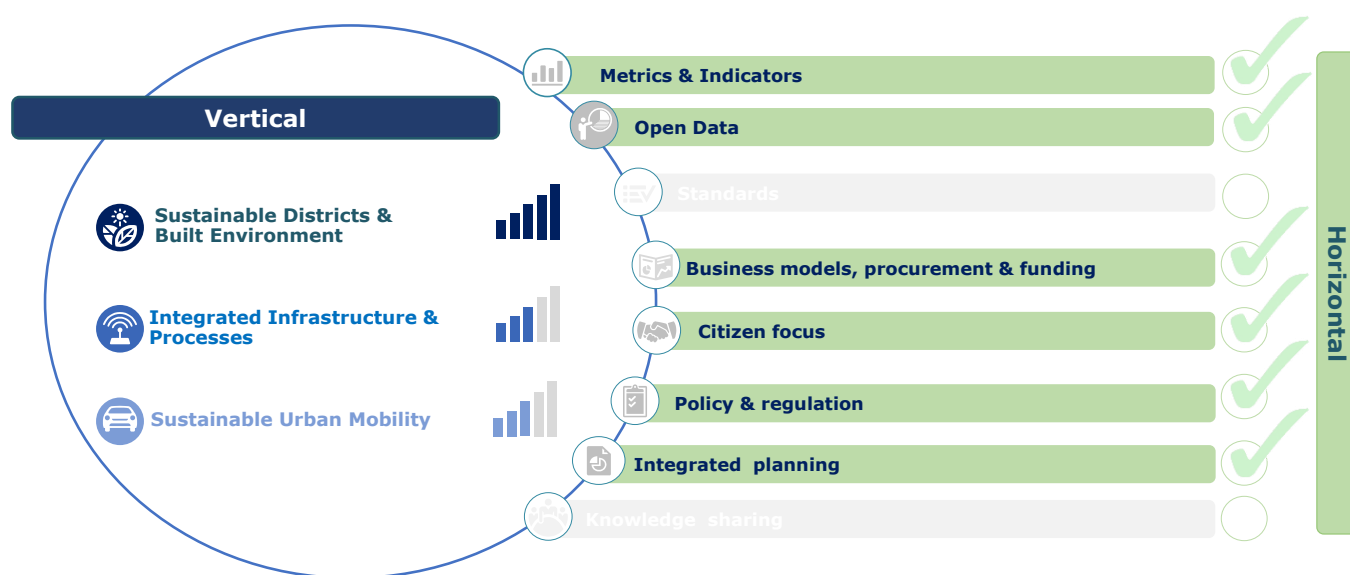 Vertical
Sustainable Districts &
Built Environment
Integrated Infrastructure &
Processes
Sustainable Urban Mobility
Metrics & Indicators
Open Data
Standards
Business models, procurement & funding
Citizen focus
Policy & regulation
Integrated planning
Knowledge sharing
Horizontal